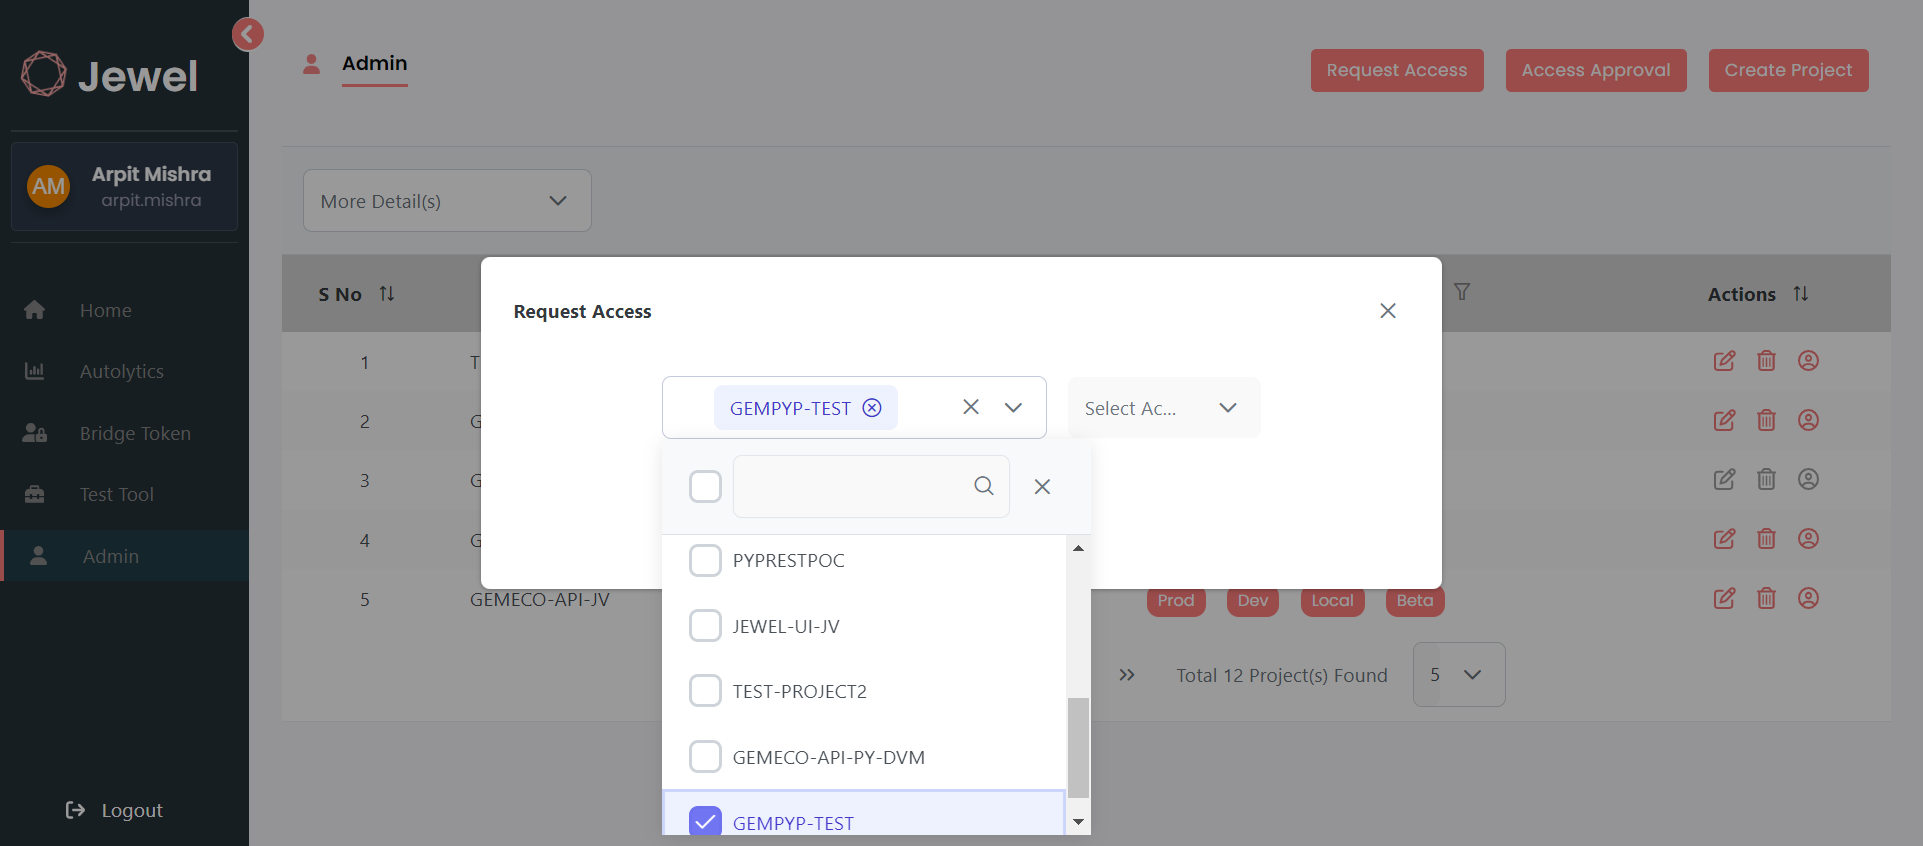 Jewel
AM
Arpit Mishra
arpit.mishra
Home
Autolytics
Bridge Token
Test Tool
Admin
Logout
Admin
Request Access
Access Approval
Create Project
More Detail(s)
S No
Actions
1
2
3
4
5
GEMECO-API-JV
Prod
Dev
Local
Beta
Total 12 Project(s) Found
5
Request Access
GEMPYP-TEST
Select Ac...
PYPRESTPOC
JEWEL-UI-JV
TEST-PROJECT2
GEMECO-API-PY-DVM
GEMPYP-TEST